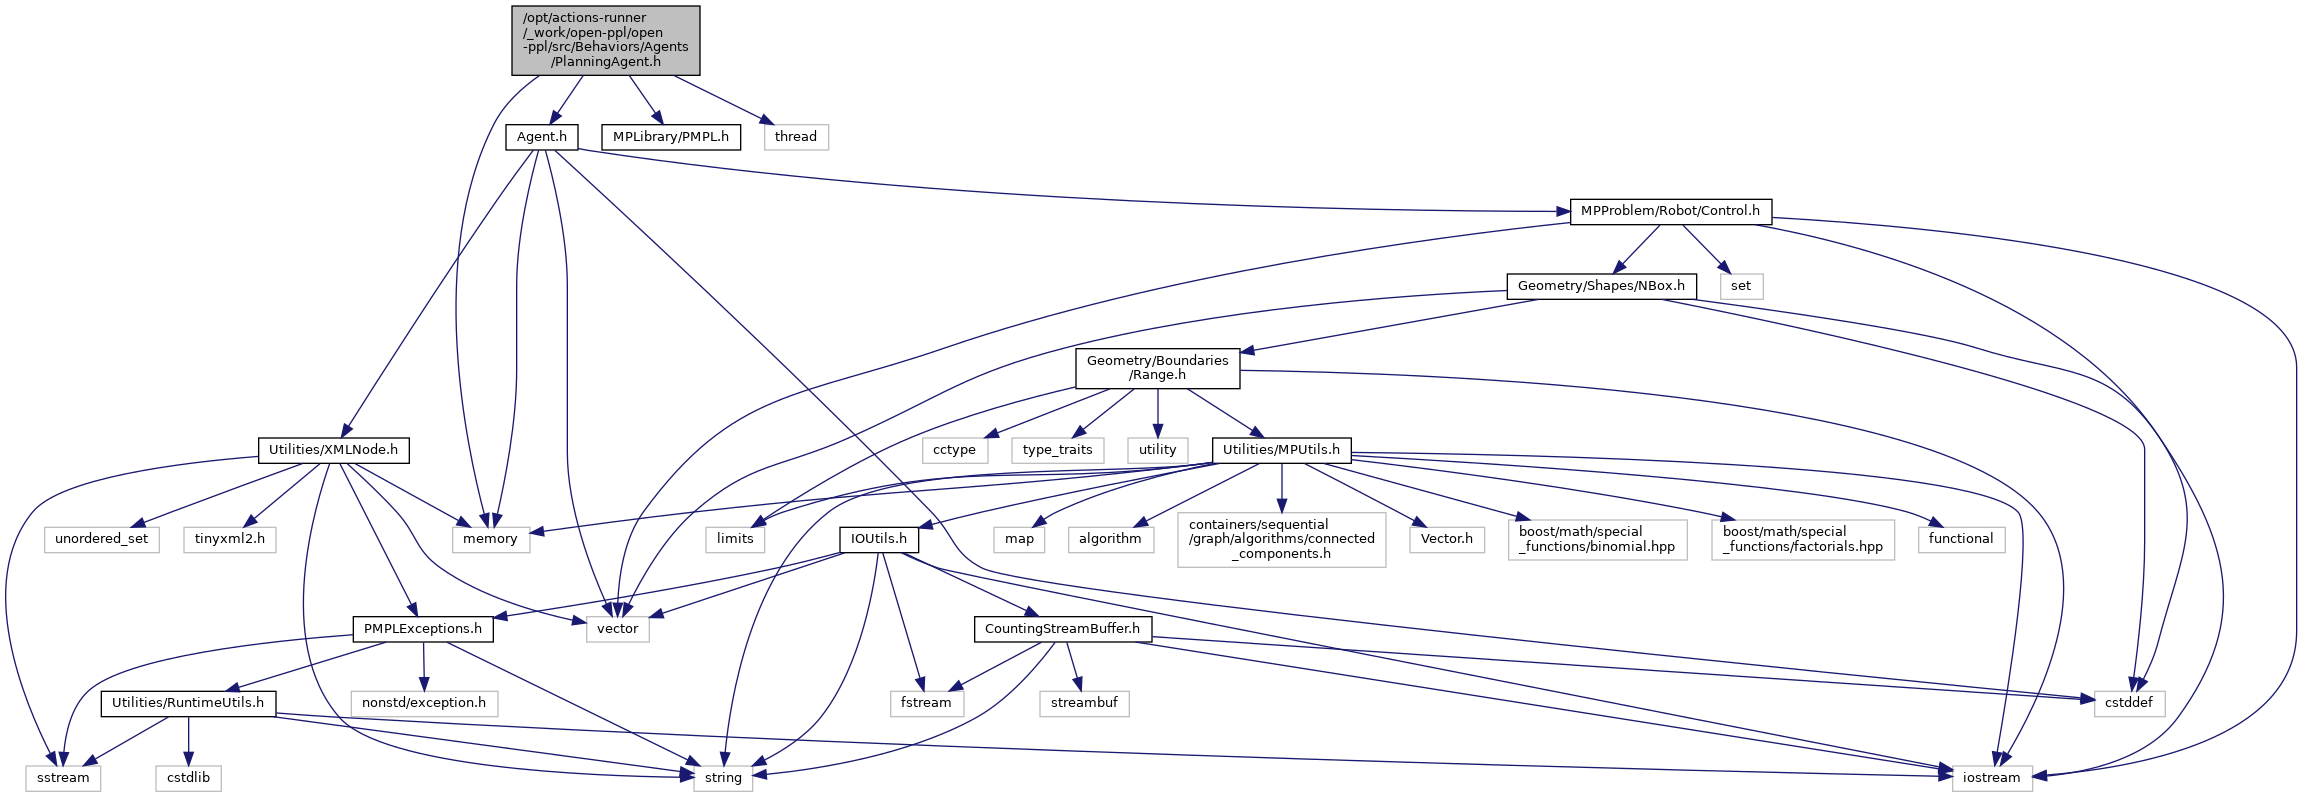 /opt/actions-runner
/_work/open-ppl/open
-ppl/src/Behaviors/Agents
/PlanningAgent.h
Agent.h
MPLibrary/PMPL.h
thread
MPProblem/Robot/Control.h
Geometry/Shapes/NBox.h
set
Geometry/Boundaries
/Range.h
Utilities/XMLNode.h
cctype
type_traits
utility
Utilities/MPUtils.h
unordered_set
tinyxml2.h
memory
limits
IOUtils.h
map
algorithm
containers/sequential
/graph/algorithms/connected
_components.h
Vector.h
boost/math/special
_functions/binomial.hpp
boost/math/special
_functions/factorials.hpp
functional
PMPLExceptions.h
vector
CountingStreamBuffer.h
Utilities/RuntimeUtils.h
nonstd/exception.h
fstream
streambuf
cstddef
sstream
cstdlib
string
iostream